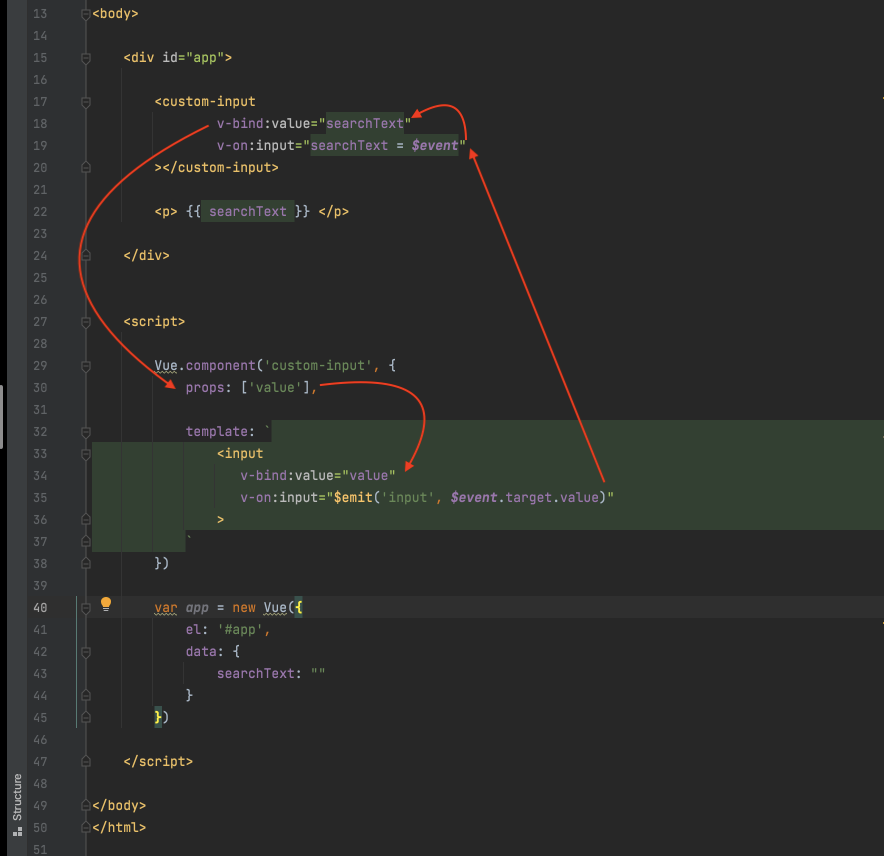 13 <body>
14
15 <div id="app">
16
17 <custom-input
18 v-bind:value="searchText"
19 v-on:input="searchText = $event"
20 ></custom-input>
21
22 <p> {{ searchText }} </p>
23
24 </div>
25
26
27 <script>
28
29 Vue.component('custom-input', {
30 props: ['value'],
31
32 template: `
33 <input
34 v-bind:value="value"
35 v-on:input="$emit('input', $event.target.value)"
36 >
37 `
38 })
39
40 var app = new Vue({
41 el: '#app',
42 data: {
43 searchText: ""
44 }
45 })
46
47 </script>
48
49 </body>
50 </html>
51
Structure